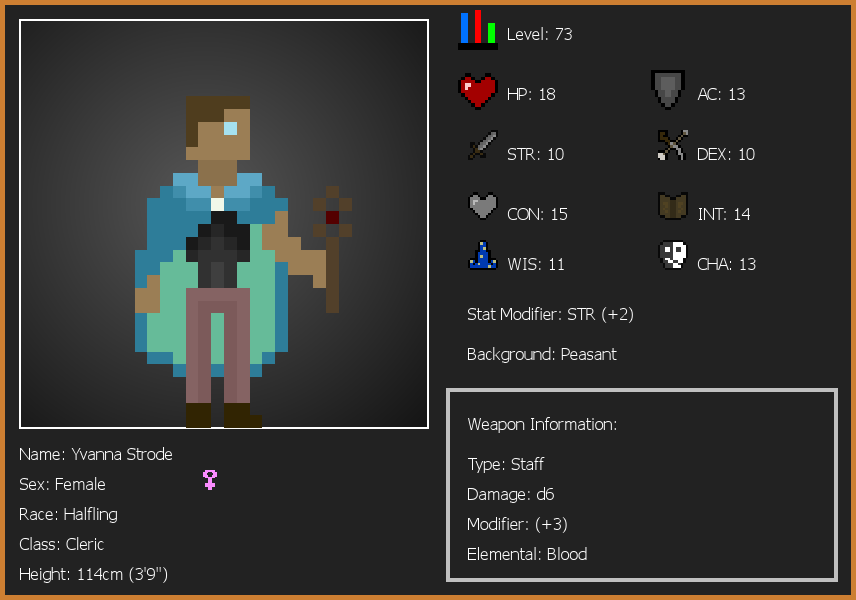 Level: 73
HP: 18
AC: 13
STR: 10
DEX: 10
CON: 15
INT: 14
WIS: 11
CHA: 13
Stat Modifier: STR (+2)
Background: Peasant
Weapon Information:
Type: Staff
Damage: d6
Modifier: (+3)
Elemental: Blood
Name: Yvanna Strode
Sex: Female
Race: Halfling
Class: Cleric
Height: 114cm (3'9")